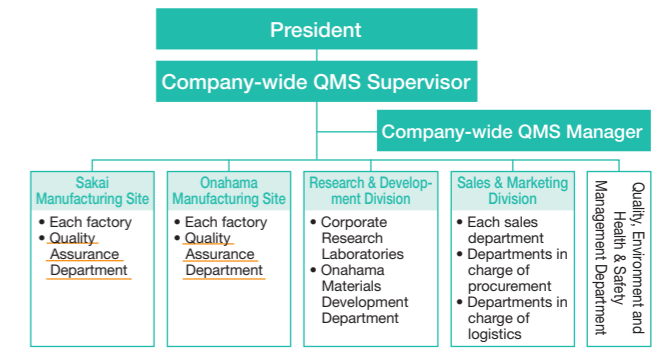 President
Company-wide QMS Supervisor
Company-wide QMS Manager
Sakai
Manufacturing Site
• Each factory
• Quality
Assurance
Department
Onahama
Manufacturing Site
• Each factory
• Quality
Assurance
Department
Research & Develop-
ment Division
• Corporate
Research
Laboratories
• Onahama
Materials
Development
Department
Sales & Marketing
Division
• Each sales
department
• Departments in
charge of
procurement
• Departments in
charge of
logistics
Quality, Environment and
Health & Safety
Management Department